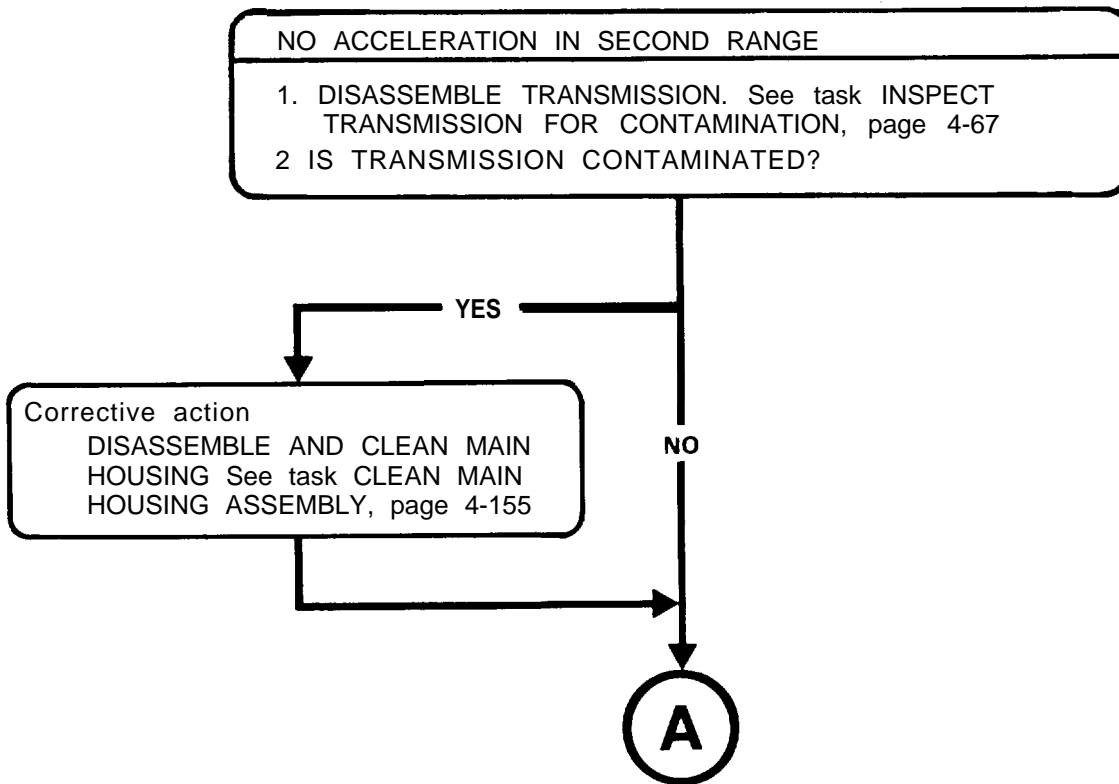 NO ACCELERATION IN SECOND RANGE
1. DISASSEMBLE TRANSMISSION. See task INSPECT
TRANSMISSION FOR CONTAMINATION, page 4-67
2 IS TRANSMISSION CONTAMINATED?
YES
Corrective action
DISASSEMBLE AND CLEAN MAIN
HOUSING See task CLEAN MAIN
HOUSING ASSEMBLY, page 4-155
NO
A